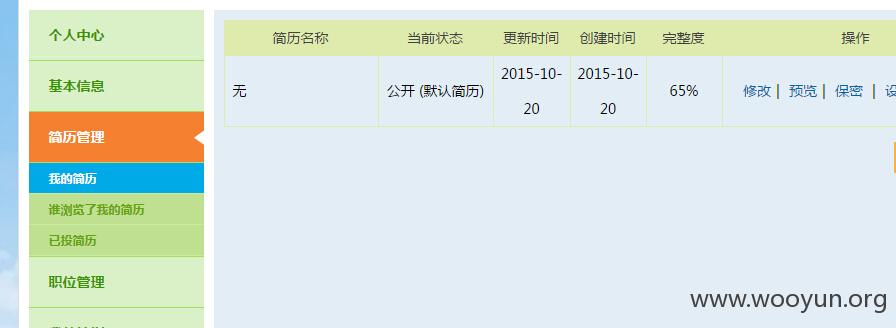 个人中心
基本信息
简历管理
我的简历
谁浏览了我的简历
已投简历
职位管理
简历名称 当前状态 更新时间 创建时间 完整度 操作
无 公开 (默认简历) 2015-10-20 2015-10-20 65% 修改 | 预览 | 保密 | 设
www.wooyun.org